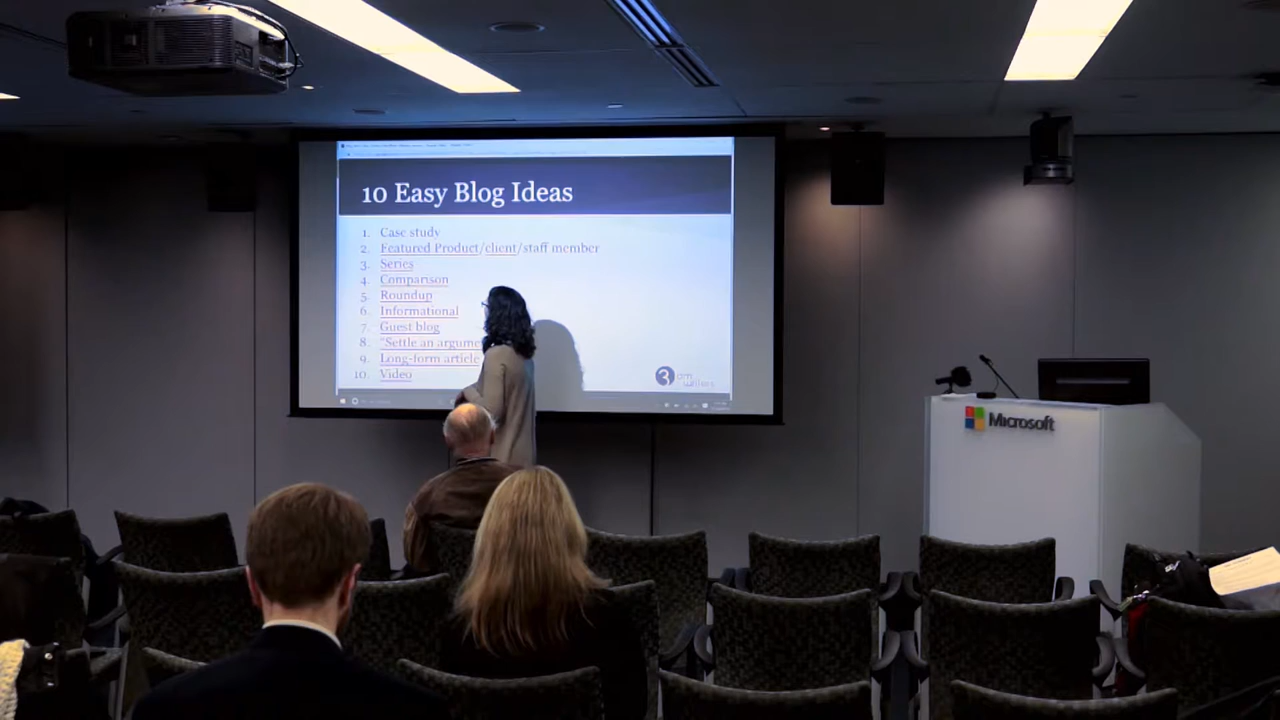 10 Easy Blog Ideas
1. Case study
2. Featured Product/client/staff member
3. Series
4. Comparison
5. Roundup
6. Informational
7. Guest blog
8. "Settle an argume
9. Long-form article
10. Video
3
Microsoft